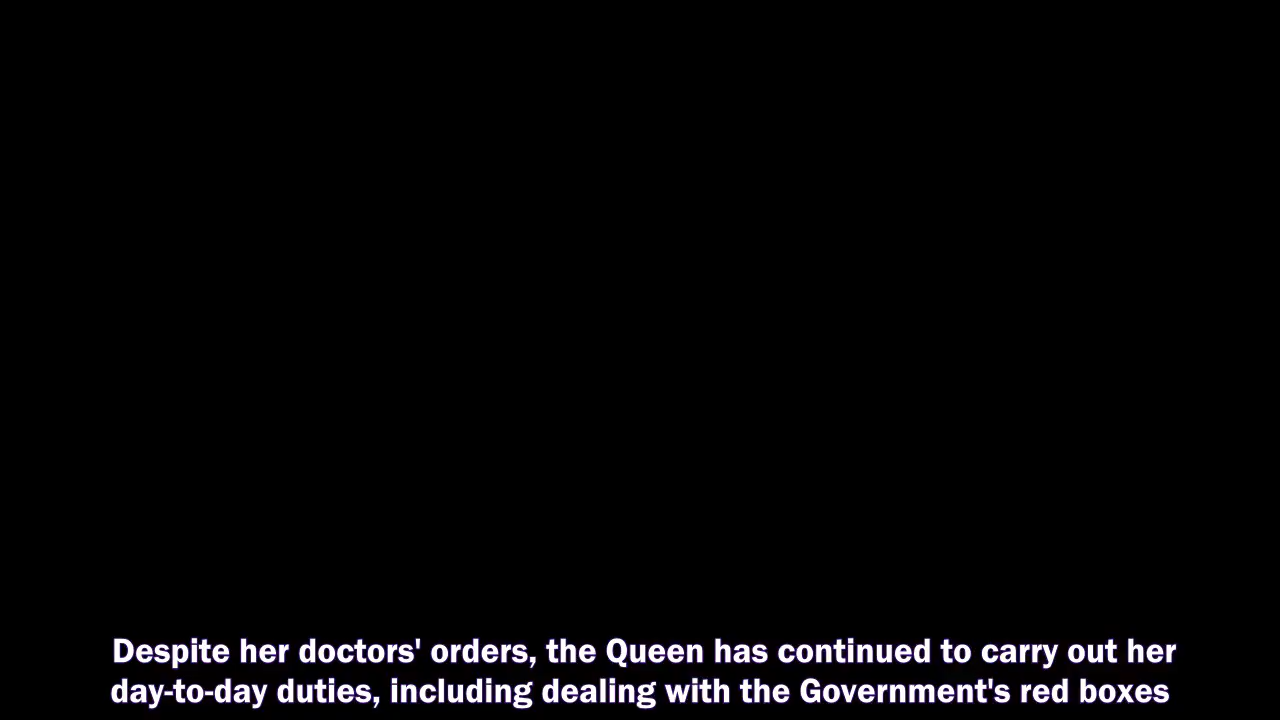 Despite her doctors' orders, the Queen has continued to carry out her
day-to-day duties, including dealing with the Government's red boxes